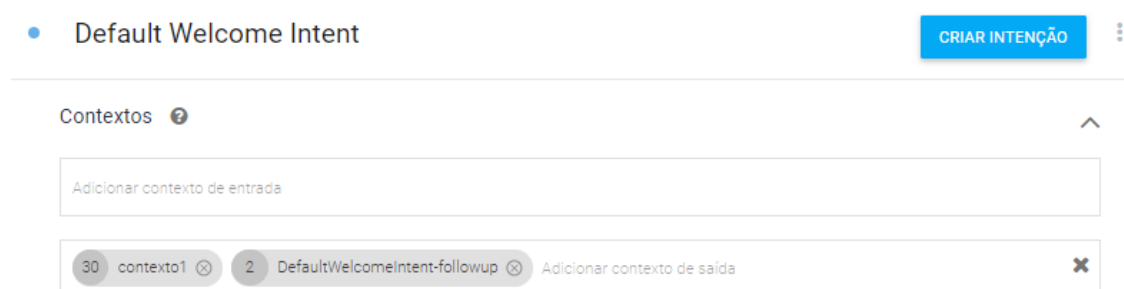 Default Welcome Intent CRIAR INTENÇÃO
Contextos
Adicionar contexto de entrada
30 contexto1 2 DefaultWelcomeIntent-followup Adicionar contexto de saída